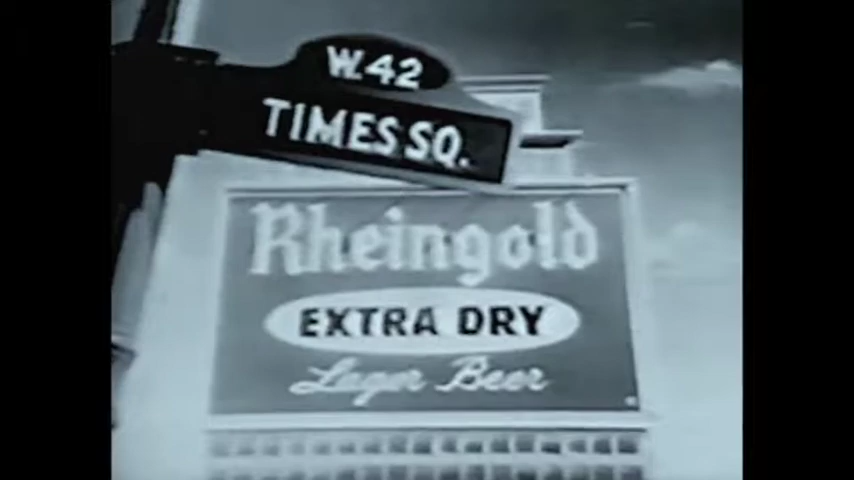 W. 42
TIMES SQ.
Rheingold
EXTRA DRY
Lager Beer